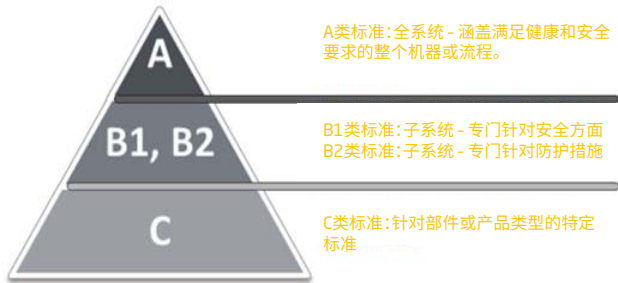 A
A类标准：全系统 - 涵盖满足健康和安全
要求的整个机器或流程。
B1, B2
B1类标准：子系统 - 专门针对安全方面
B2类标准：子系统 - 专门针对防护措施
C
C类标准：针对部件或产品类型的特定
标准